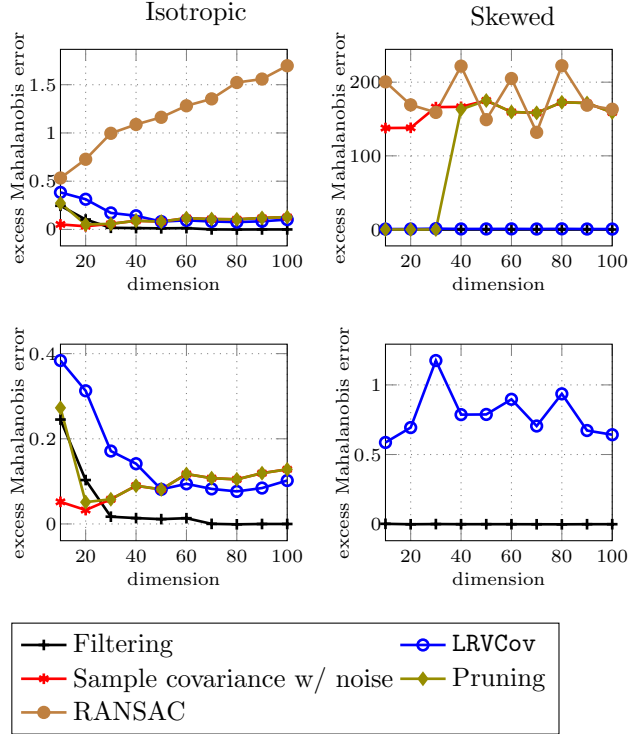 Isotropic
Skewed
excess Mahalanobis error
1.5
1
0.5
0
20 40 60 80 100
dimension
excess Mahalanobis error
200
100
0
20 40 60 80 100
dimension
excess Mahalanobis error
0.4
0.2
0
20 40 60 80 100
dimension
excess Mahalanobis error
1
0.5
0
20 40 60 80 100
dimension
Filtering
LRVCov
Sample covariance w/ noise
Pruning
RANSAC